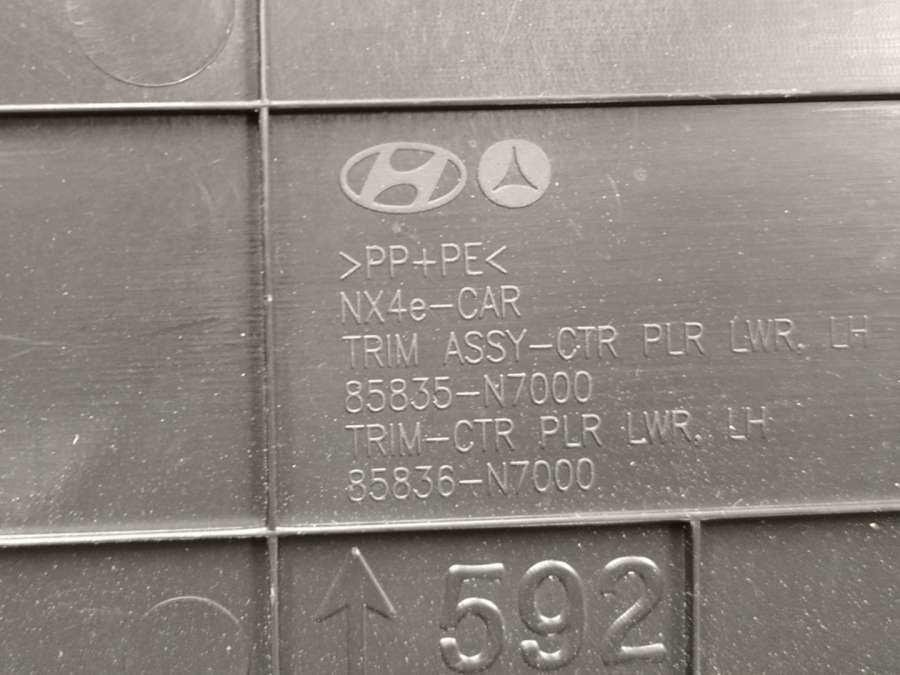 >PP+PE<
NX4e-CAR
TRIM ASSY-CTR PLR LWR, LH
85835-N7000
TRIM-CTR PLR LWR, LH
85836-N7000
592